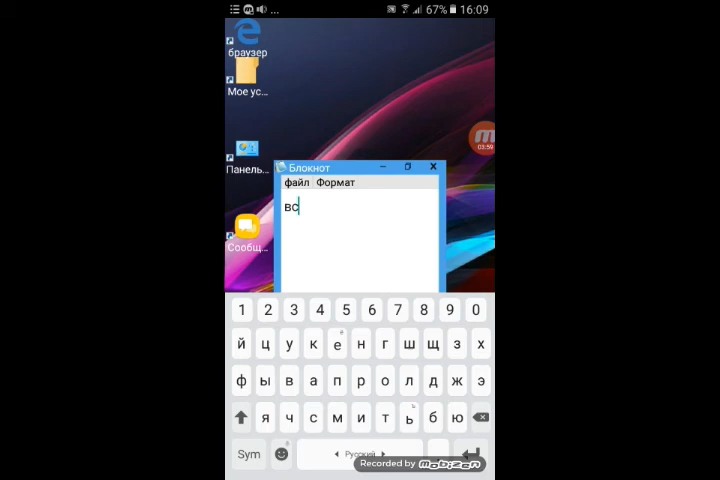 ... 67% 16:09
браузер
Мое ус...
03:59
Панель...
Блокнот
файл Формат
вс
Сообщ...
1 2 3 4 5 6 7 8 9 0
й ц у к е ё н г ш щ з х
ф ы в а п р о л д ж э
я ч с м и т ь ъ б ю
Sym Русский
Recorded by mobizen